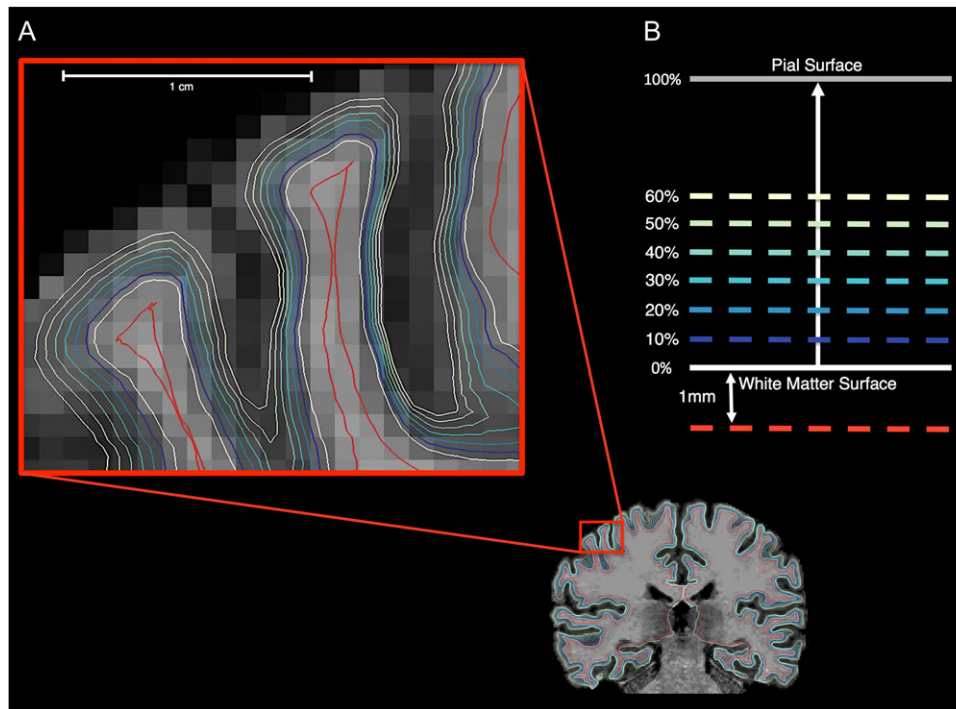 A
1 cm
B
Pial Surface
100%
60%
50%
40%
30%
20%
10%
0%
White Matter Surface
1mm